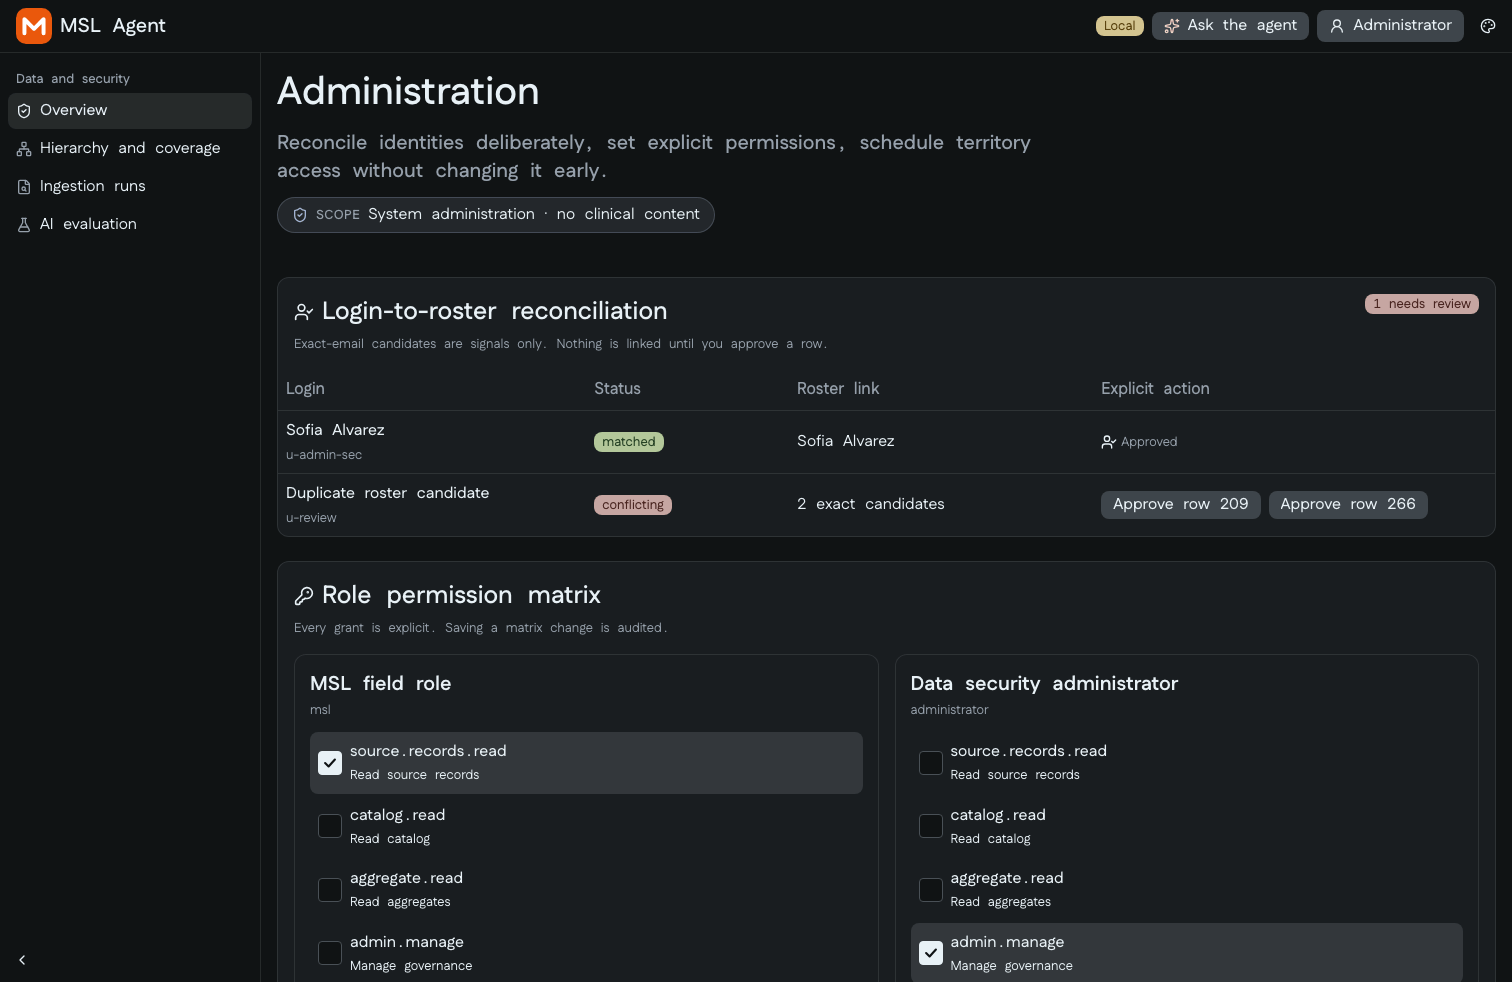 MSL Agent
Local
Ask the agent
Administrator
Data and security
Overview
Hierarchy and coverage
Ingestion runs
AI evaluation
Administration
Reconcile identities deliberately, set explicit permissions, schedule territory
access without changing it early.
SCOPE System administration · no clinical content
Login-to-roster reconciliation
1 needs review
Exact-email candidates are signals only. Nothing is linked until you approve a row.
Login Status Roster link Explicit action
Sofia Alvarez
u-admin-sec
matched
Sofia Alvarez
Approved
Duplicate roster candidate
u-review
conflicting
2 exact candidates
Approve row 209
Approve row 266
Role permission matrix
Every grant is explicit. Saving a matrix change is audited.
MSL field role
msl
source.records.read
Read source records
catalog.read
Read catalog
aggregate.read
Read aggregates
admin.manage
Manage governance
Data security administrator
administrator
source.records.read
Read source records
catalog.read
Read catalog
aggregate.read
Read aggregates
admin.manage
Manage governance